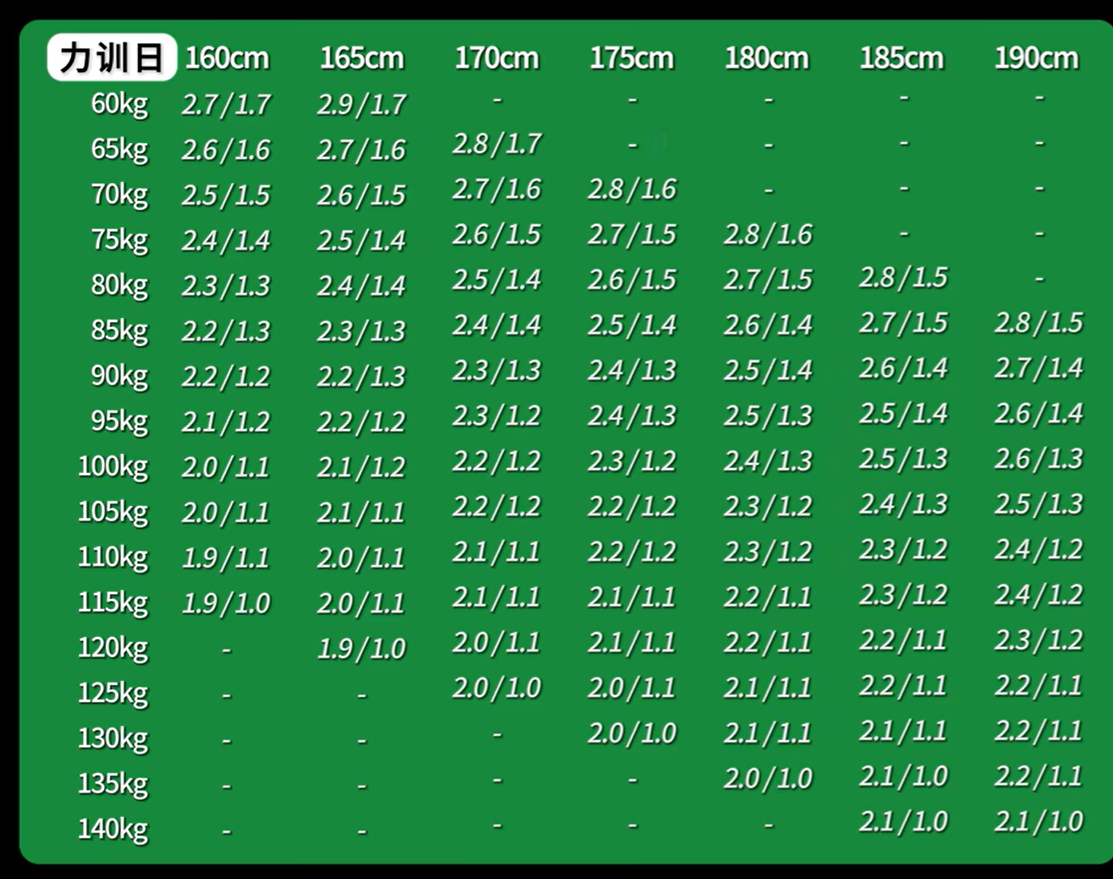 力训日 160cm 165cm 170cm 175cm 180cm 185cm 190cm
60kg 2.7/1.7 2.9/1.7 - - - - -
65kg 2.6/1.6 2.7/1.6 2.8/1.7 - - - -
70kg 2.5/1.5 2.6/1.5 2.7/1.6 2.8/1.6 - - -
75kg 2.4/1.4 2.5/1.4 2.6/1.5 2.7/1.5 2.8/1.6 - -
80kg 2.3/1.3 2.4/1.4 2.5/1.4 2.6/1.5 2.7/1.5 2.8/1.5 -
85kg 2.2/1.3 2.3/1.3 2.4/1.4 2.5/1.4 2.6/1.4 2.7/1.5 2.8/1.5
90kg 2.2/1.2 2.2/1.3 2.3/1.3 2.4/1.3 2.5/1.4 2.6/1.4 2.7/1.4
95kg 2.1/1.2 2.2/1.2 2.3/1.2 2.4/1.3 2.5/1.3 2.5/1.4 2.6/1.4
100kg 2.0/1.1 2.1/1.2 2.2/1.2 2.3/1.2 2.4/1.3 2.5/1.3 2.6/1.3
105kg 2.0/1.1 2.1/1.1 2.2/1.2 2.2/1.2 2.3/1.2 2.4/1.3 2.5/1.3
110kg 1.9/1.1 2.0/1.1 2.1/1.1 2.2/1.2 2.3/1.2 2.3/1.2 2.4/1.2
115kg 1.9/1.0 2.0/1.1 2.1/1.1 2.1/1.1 2.2/1.1 2.3/1.2 2.4/1.2
120kg - 1.9/1.0 2.0/1.1 2.1/1.1 2.2/1.1 2.2/1.1 2.3/1.2
125kg - - 2.0/1.0 2.0/1.1 2.1/1.1 2.2/1.1 2.2/1.1
130kg - - - 2.0/1.0 2.1/1.1 2.1/1.1 2.2/1.1
135kg - - - - 2.0/1.0 2.1/1.0 2.2/1.1
140kg - - - - - 2.1/1.0 2.1/1.0